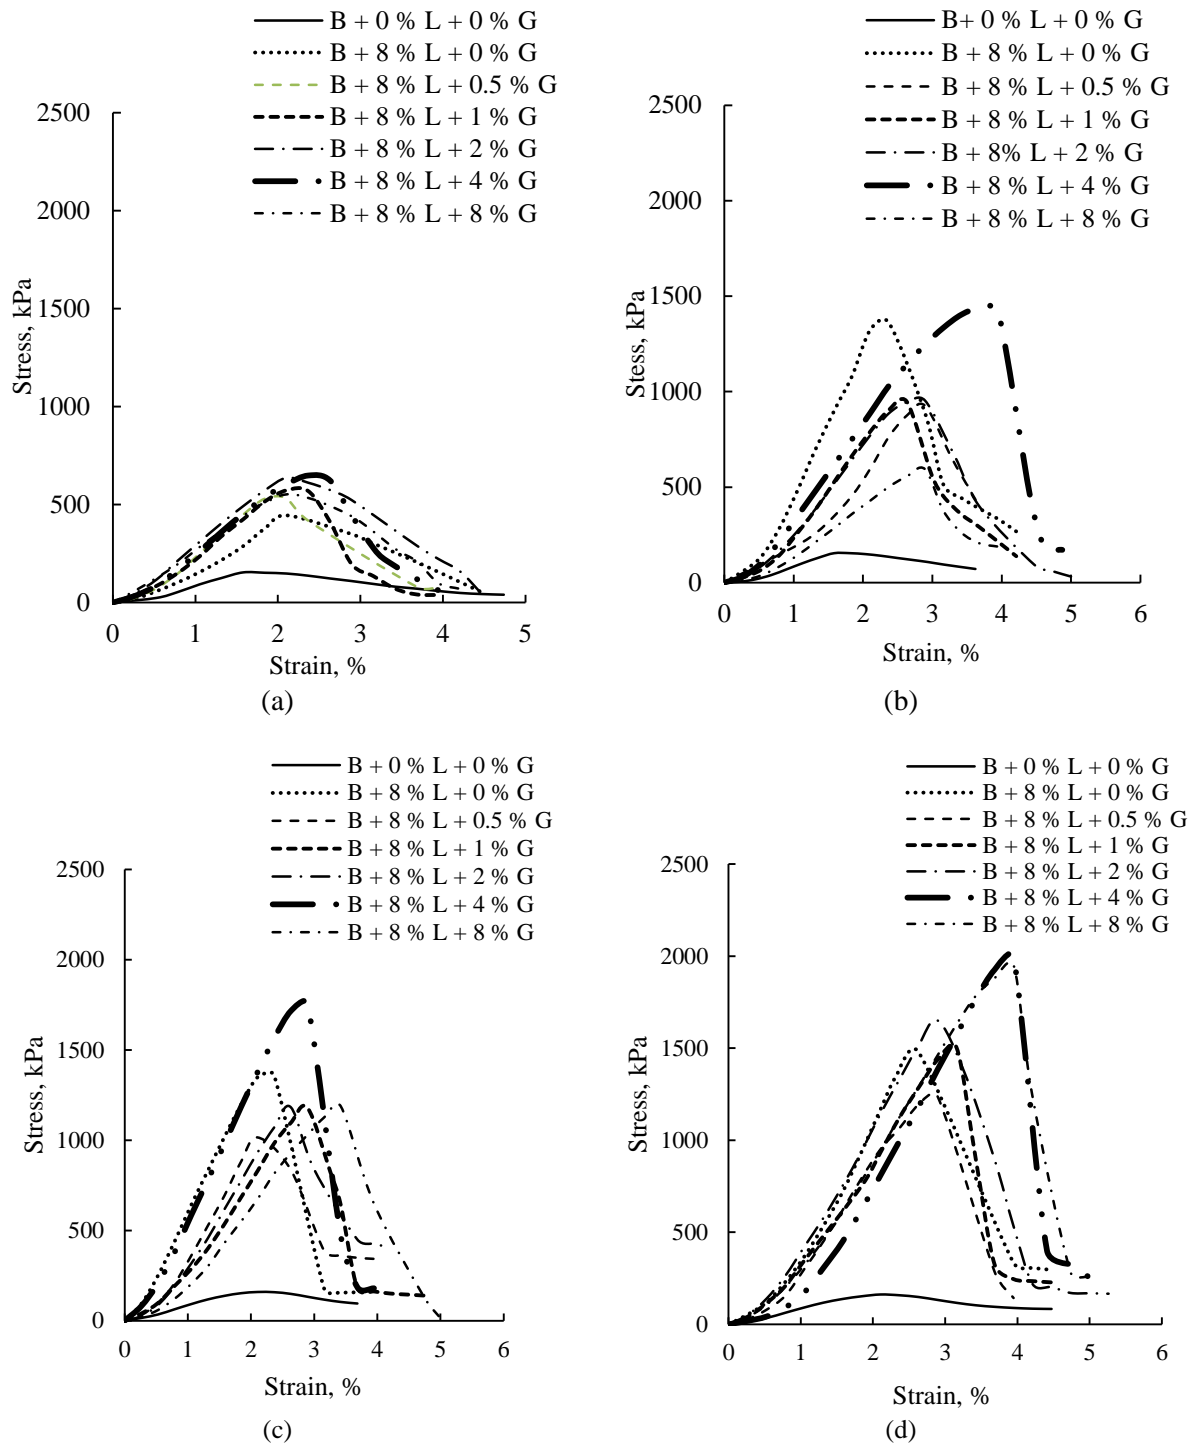 B + 0 % L + 0 % G
B + 8 % L + 0 % G
B + 8 % L + 0.5 % G
B + 8 % L + 1 % G
B + 8 % L + 2 % G
B + 8 % L + 4 % G
B + 8 % L + 8 % G
2500
2000
1500
1000
500
0
Stress, kPa
0 1 2 3 4 5
Strain, %
(a)
B+ 0 % L + 0 % G
B + 8 % L + 0 % G
B + 8 % L + 0.5 % G
B + 8 % L + 1 % G
B + 8% L + 2 % G
B + 8 % L + 4 % G
B + 8 % L + 8 % G
2500
2000
1500
1000
500
0
Stess, kPa
0 1 2 3 4 5 6
Strain, %
(b)
B + 0 % L + 0 % G
B + 8 % L + 0 % G
B + 8 % L + 0.5 % G
B + 8 % L + 1 % G
B + 8 % L + 2 % G
B + 8 % L + 4 % G
B + 8 % L + 8 % G
2500
2000
1500
1000
500
0
Stress, kPa
0 1 2 3 4 5 6
Strain, %
(c)
B + 0 % L + 0 % G
B + 8 % L + 0 % G
B + 8 % L + 0.5 % G
B + 8 % L + 1 % G
B + 8 % L + 2 % G
B + 8 % L + 4 % G
B + 8 % L + 8 % G
2500
2000
1500
1000
500
0
Stress, kPa
0 1 2 3 4 5 6
Strain, %
(d)